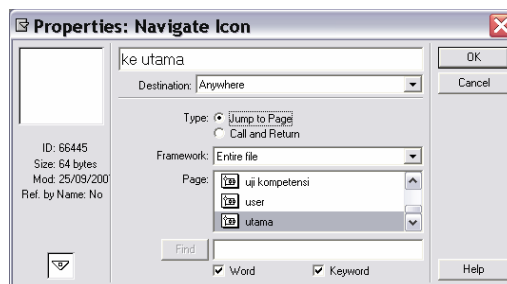 Properties: Navigate Icon
ke utama
OK
Destination: Anywhere
Cancel
Type: Jump to Page
Call and Return
ID: 66445
Size: 64 bytes
Mod: 25/09/200
Ref. by Name: No
Framework: Entire file
Page: uji kompetensi
user
utama
Find
Word Keyword
Help